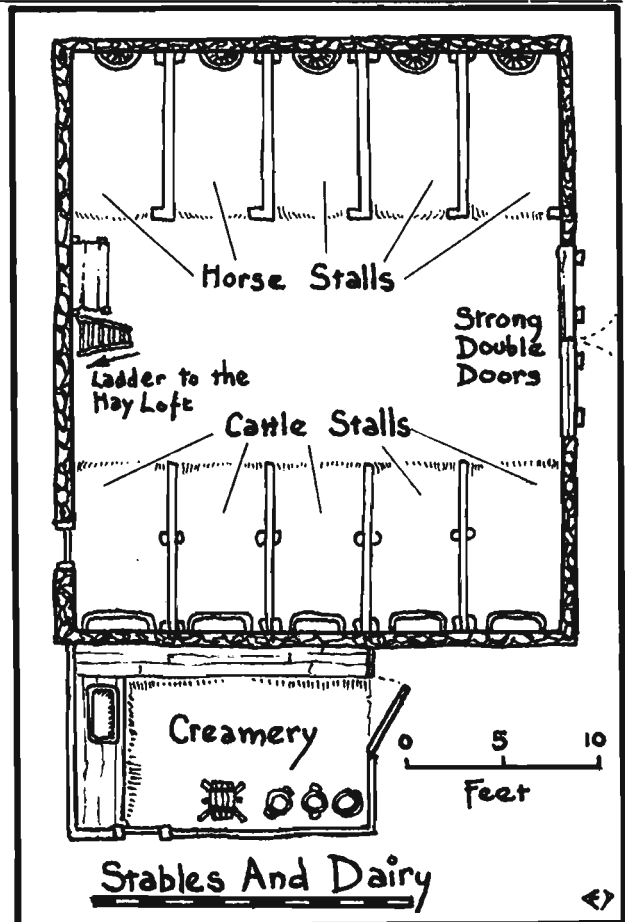 Horse Stalls
Strong
Double
Doors
Ladder to the
Hay Loft
Cattle Stalls
Creamery
0 5 10
Feet
Stables And Dairy